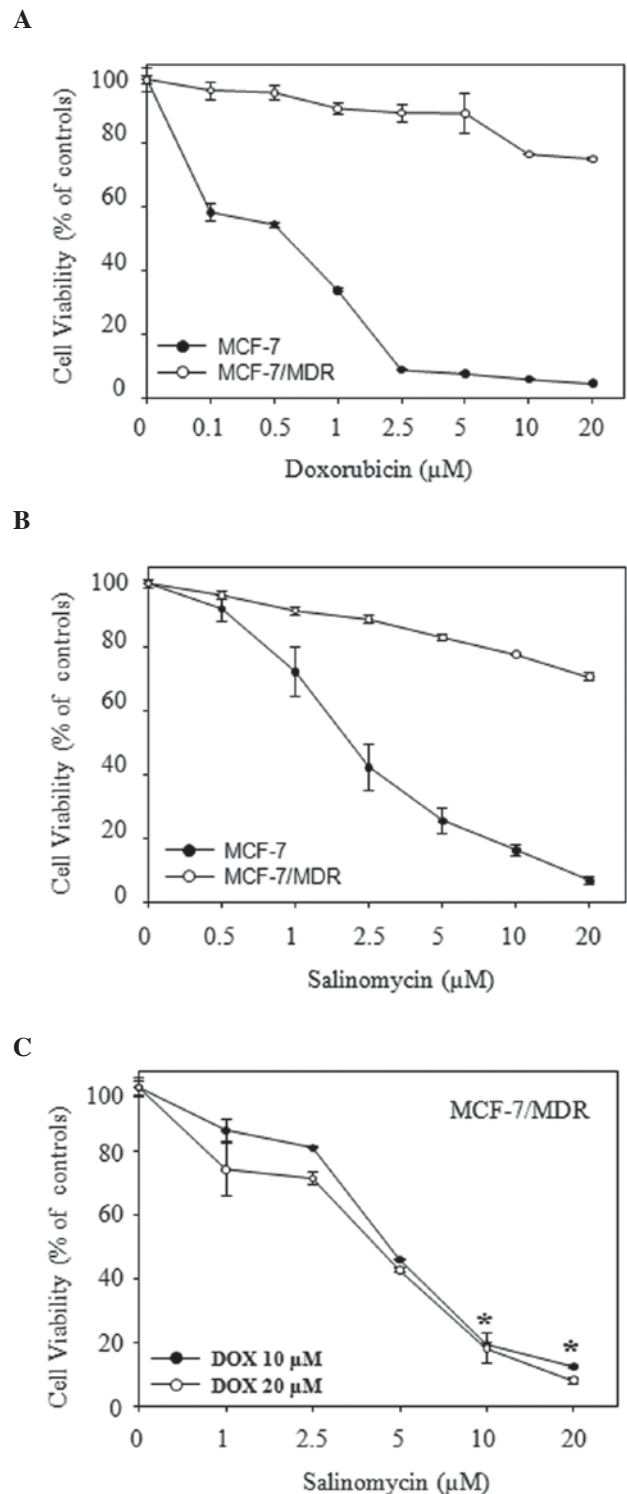 A
Cell Viability (% of controls)
100
80
60
40
20
0
MCF-7
MCF-7/MDR
0 0.1 0.5 1 2.5 5 10 20
Doxorubicin (µM)
B
Cell Viability (% of controls)
100
80
60
40
20
0
MCF-7
MCF-7/MDR
0 0.5 1 2.5 5 10 20
Salinomycin (µM)
C
Cell Viability (% of controls)
100
80
60
40
20
0
MCF-7/MDR
* *
DOX 10 µM
DOX 20 µM
0 1 2.5 5 10 20
Salinomycin (µM)